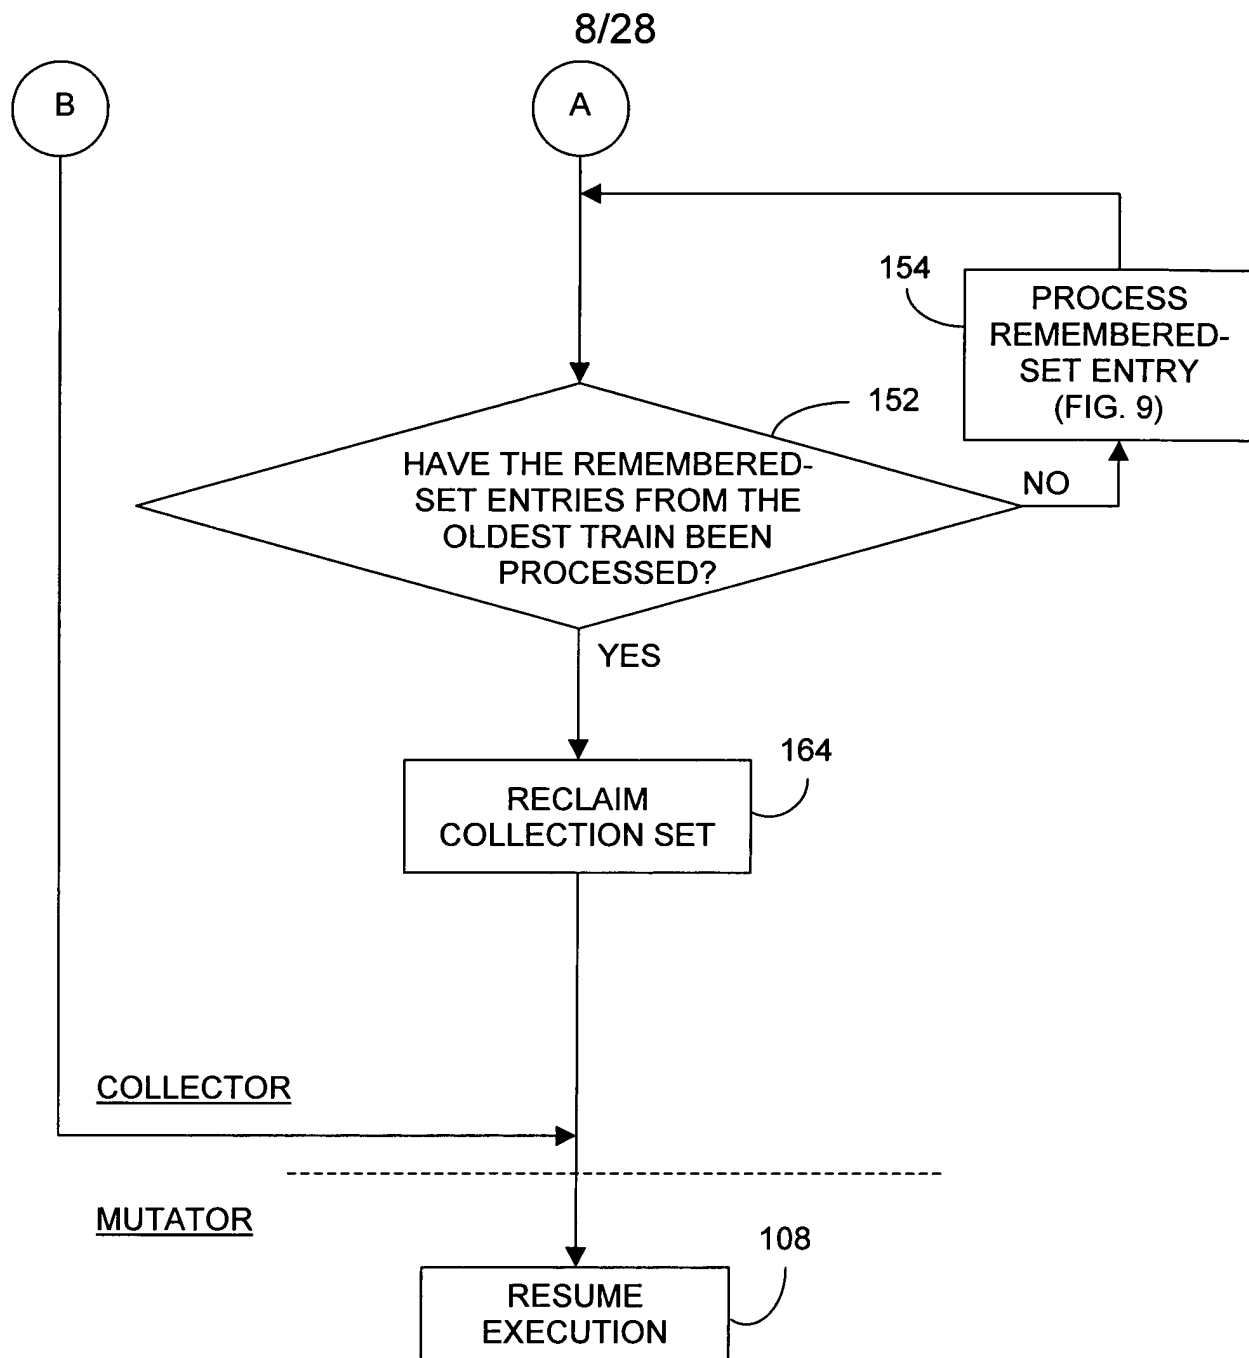 8/28
B
A
154
PROCESS
REMEMBERED-
SET ENTRY
(FIG. 9)
152
HAVE THE REMEMBERED-
SET ENTRIES FROM THE
OLDEST TRAIN BEEN
PROCESSED?
NO
YES
164
RECLAIM
COLLECTION SET
COLLECTOR
MUTATOR
108
RESUME
EXECUTION